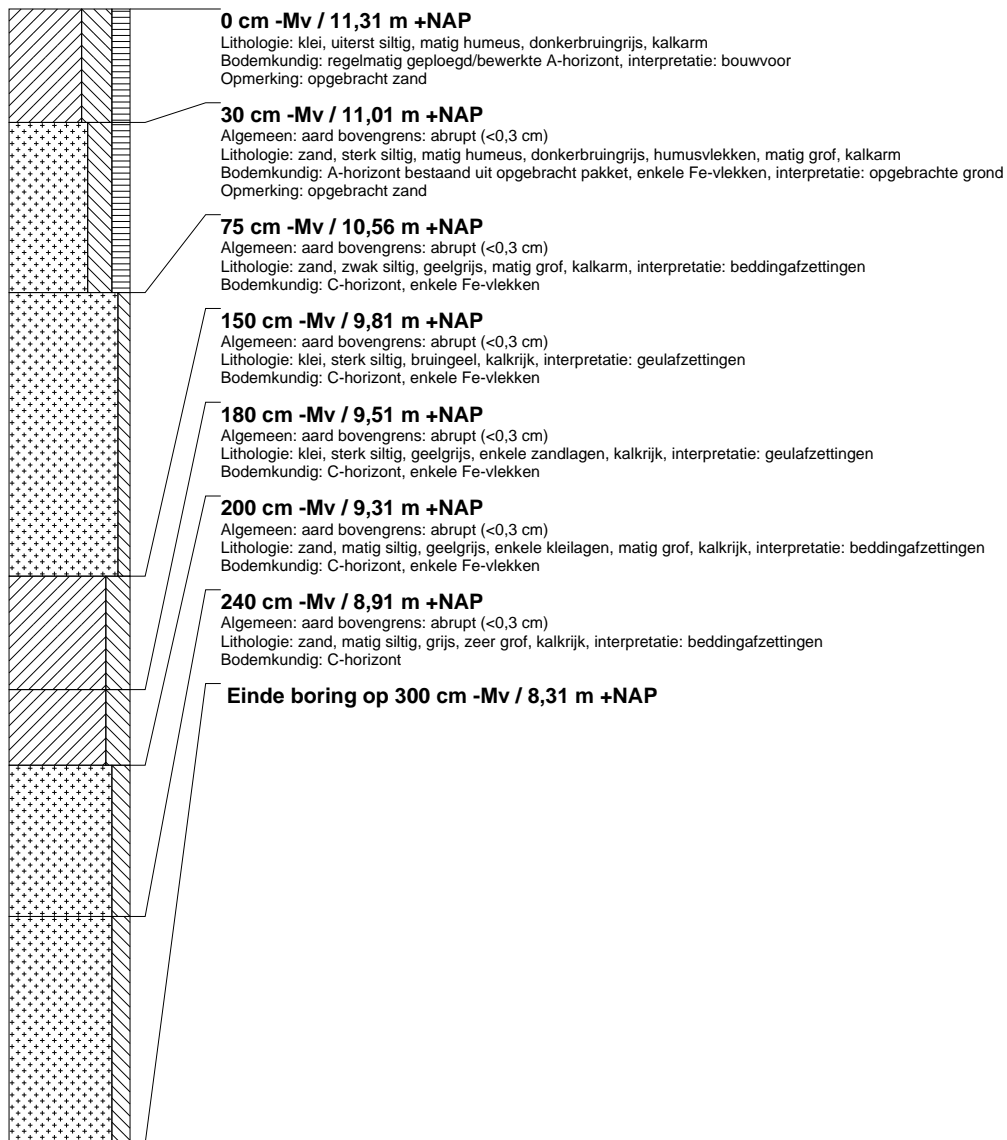 0 cm -Mv / 11,31 m +NAP
Lithologie: klei, uiterst siltig, matig humeus, donkerbruingrijs, kalkarm
Bodemkundig: regelmatig geploegd/bewerkte A-horizont, interpretatie: bouwvoor
Opmerking: opgebracht zand
30 cm -Mv / 11,01 m +NAP
Algemeen: aard bovengrens: abrupt (<0,3 cm)
Lithologie: zand, sterk siltig, matig humeus, donkerbruingrijs, humusvlekken, matig grof, kalkarm
Bodemkundig: A-horizont bestaand uit opgebracht pakket, enkele Fe-vlekken, interpretatie: opgebrachte grond
Opmerking: opgebracht zand
75 cm -Mv / 10,56 m +NAP
Algemeen: aard bovengrens: abrupt (<0,3 cm)
Lithologie: zand, zwak siltig, geelgrijs, matig grof, kalkarm, interpretatie: beddingafzettingen
Bodemkundig: C-horizont, enkele Fe-vlekken
150 cm -Mv / 9,81 m +NAP
Algemeen: aard bovengrens: abrupt (<0,3 cm)
Lithologie: klei, sterk siltig, bruingeel, kalkrijk, interpretatie: geulafzettingen
Bodemkundig: C-horizont, enkele Fe-vlekken
180 cm -Mv / 9,51 m +NAP
Algemeen: aard bovengrens: abrupt (<0,3 cm)
Lithologie: klei, sterk siltig, geelgrijs, enkele zandlagen, kalkrijk, interpretatie: geulafzettingen
Bodemkundig: C-horizont, enkele Fe-vlekken
200 cm -Mv / 9,31 m +NAP
Algemeen: aard bovengrens: abrupt (<0,3 cm)
Lithologie: zand, matig siltig, geelgrijs, enkele kleilagen, matig grof, kalkrijk, interpretatie: beddingafzettingen
Bodemkundig: C-horizont, enkele Fe-vlekken
240 cm -Mv / 8,91 m +NAP
Algemeen: aard bovengrens: abrupt (<0,3 cm)
Lithologie: zand, matig siltig, grijs, zeer grof, kalkrijk, interpretatie: beddingafzettingen
Bodemkundig: C-horizont
Einde boring op 300 cm -Mv / 8,31 m +NAP